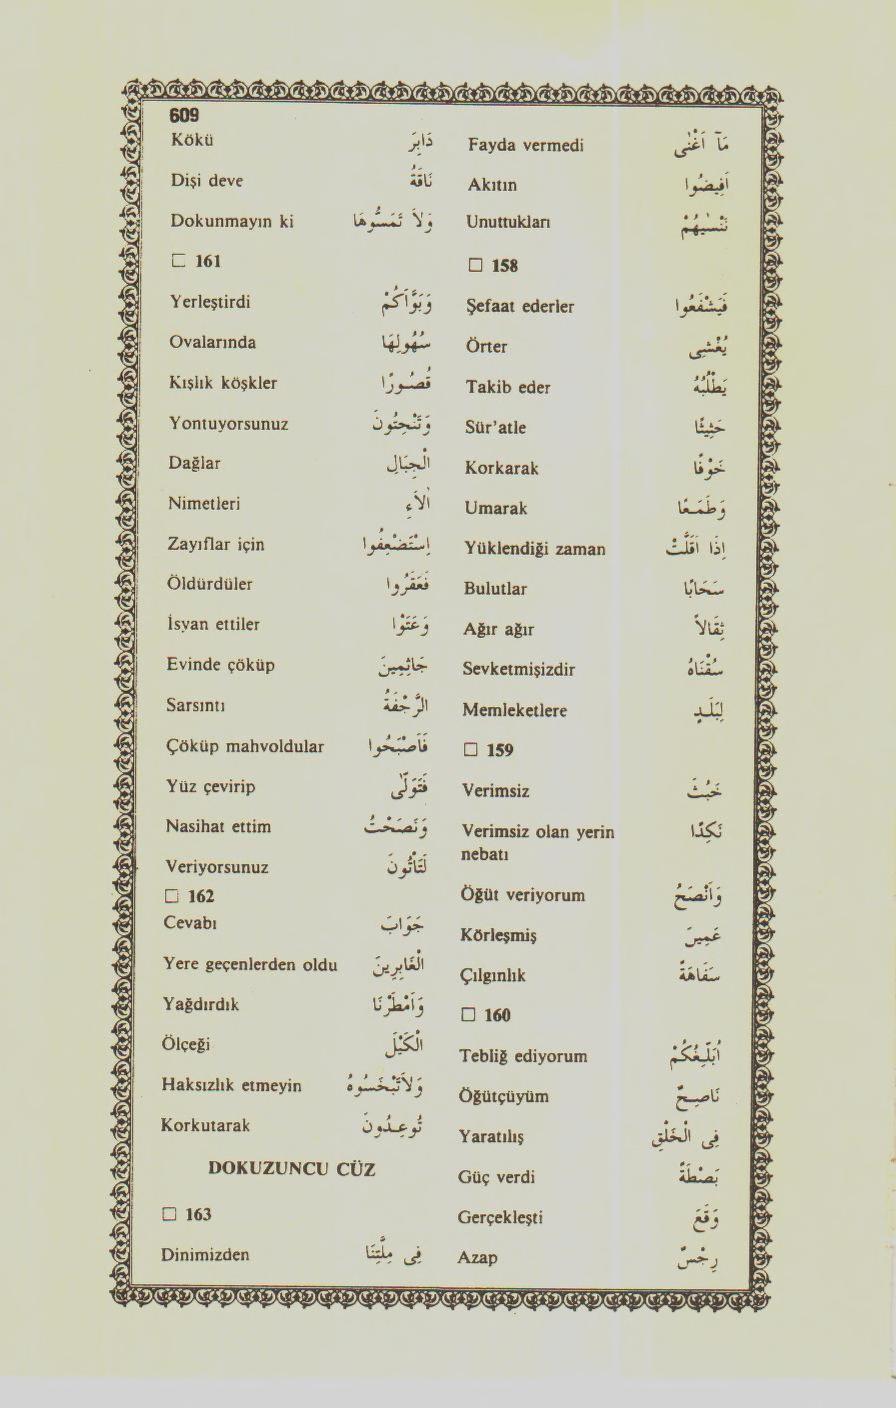 609
Fayda vermedi مَآ اَغْنٰى
Akıtın اَفِيضُوا
Unuttukları نَنْسٰيهُمْ
□ 158
Şefaat ederler فَيَشْفَعُوا
Örter يُغْشِى
Takib eder يَطْلُبُهُ
Sür'atle حَثِيثًا
Korkarak خَوْفًا
Umarak وَطَمَعًا
Yüklendiği zaman اِذَا اَقَلَّتْ
Bulutlar سَحَابًا
Ağır ağır ثِقَالاً
Sevketmişizdir سُقْنَاهُ
Memleketlere لِبَلَدٍ
□ 159
Verimsiz خَبُثَ
Verimsiz olan yerin نَكِدًا
nebatı
Öğüt veriyorum وَاَنْصَحُ
Körleşmiş عَمِينَ
Çılgınlık سَفَاهَةٌ
□ 160
Tebliğ ediyorum اُبَلِّغُكُمْ
Öğütçüyüm نَاصِحٌ
Yaratılış فِى الْخَلْقِ
Güç verdi بَصْطَةً
Gerçekleşti وَقَعَ
Azap رِجْسٌ
Kökü دَابِرَ
Dişi deve نَاقَةُ
Dokunmayın ki وَلاَ تَمَسُّوهَا
□ 161
Yerleştirdi وَبَوَّاَكُمْ
Ovalarında سُهُولِهَا
Kışlık köşkler قُصُورًا
Yontuyorsunuz وَتَنْحِتُونَ
Dağlar الْجِبَالِ
Nimetleri اٰلاَءِ
Zayıflar için اِسْتُضْعِفُوا
Öldürdüler فَعَقَرُوا
İsyan ettiler وَعَتَوْا
Evinde çöküp جَاثِمِينَ
Sarsıntı الرَّجْفَةُ
Çöküp mahvoldular فَاَصْبَحُوا
Yüz çevirip فَتَوَلّٰى
Nasihat ettim وَنَصَحْتُ
Veriyorsunuz لَتَاْتُونَ
□ 162
Cevabı جَوَابَ
Yere geçenlerden oldu الْغَابِرِينَ
Yağdırdık وَاَمْطَرْنَا
Ölçeği الْكَيْلَ
Haksızlık etmeyin وَلاَتَبْخَسُوهُ
Korkutarak تُوعِدُونَ
DOKUZUNCU CÜZ
□ 163
Dinimizden فِى مِلَّتِنَا